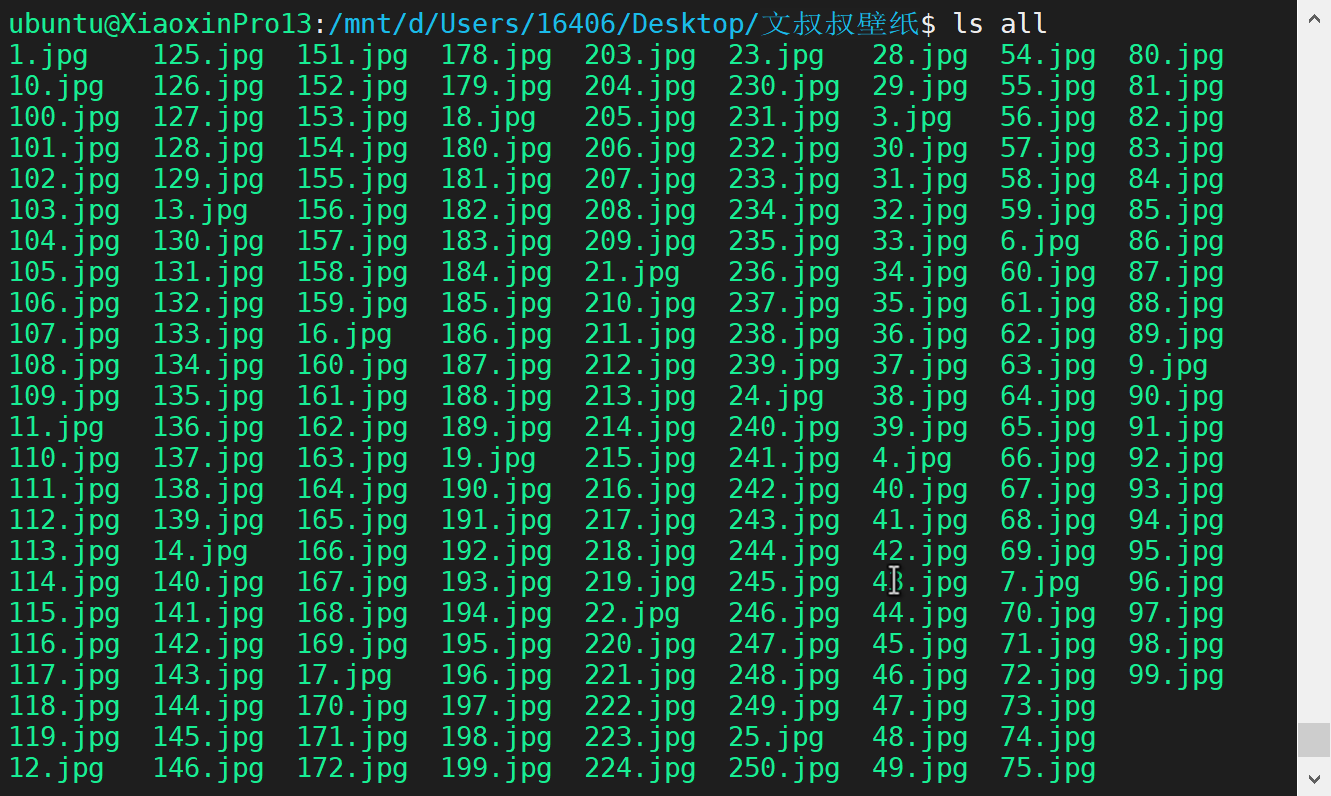 ubuntu@XiaoxinPro13:/mnt/d/Users/16406/Desktop/文叔叔壁纸$ ls all
1.jpg 125.jpg 151.jpg 178.jpg 203.jpg 23.jpg 28.jpg 54.jpg 80.jpg
10.jpg 126.jpg 152.jpg 179.jpg 204.jpg 230.jpg 29.jpg 55.jpg 81.jpg
100.jpg 127.jpg 153.jpg 18.jpg 205.jpg 231.jpg 3.jpg 56.jpg 82.jpg
101.jpg 128.jpg 154.jpg 180.jpg 206.jpg 232.jpg 30.jpg 57.jpg 83.jpg
102.jpg 129.jpg 155.jpg 181.jpg 207.jpg 233.jpg 31.jpg 58.jpg 84.jpg
103.jpg 13.jpg 156.jpg 182.jpg 208.jpg 234.jpg 32.jpg 59.jpg 85.jpg
104.jpg 130.jpg 157.jpg 183.jpg 209.jpg 235.jpg 33.jpg 6.jpg 86.jpg
105.jpg 131.jpg 158.jpg 184.jpg 21.jpg 236.jpg 34.jpg 60.jpg 87.jpg
106.jpg 132.jpg 159.jpg 185.jpg 210.jpg 237.jpg 35.jpg 61.jpg 88.jpg
107.jpg 133.jpg 16.jpg 186.jpg 211.jpg 238.jpg 36.jpg 62.jpg 89.jpg
108.jpg 134.jpg 160.jpg 187.jpg 212.jpg 239.jpg 37.jpg 63.jpg 9.jpg
109.jpg 135.jpg 161.jpg 188.jpg 213.jpg 24.jpg 38.jpg 64.jpg 90.jpg
11.jpg 136.jpg 162.jpg 189.jpg 214.jpg 240.jpg 39.jpg 65.jpg 91.jpg
110.jpg 137.jpg 163.jpg 19.jpg 215.jpg 241.jpg 4.jpg 66.jpg 92.jpg
111.jpg 138.jpg 164.jpg 190.jpg 216.jpg 242.jpg 40.jpg 67.jpg 93.jpg
112.jpg 139.jpg 165.jpg 191.jpg 217.jpg 243.jpg 41.jpg 68.jpg 94.jpg
113.jpg 14.jpg 166.jpg 192.jpg 218.jpg 244.jpg 42.jpg 69.jpg 95.jpg
114.jpg 140.jpg 167.jpg 193.jpg 219.jpg 245.jpg 43.jpg 7.jpg 96.jpg
115.jpg 141.jpg 168.jpg 194.jpg 22.jpg 246.jpg 44.jpg 70.jpg 97.jpg
116.jpg 142.jpg 169.jpg 195.jpg 220.jpg 247.jpg 45.jpg 71.jpg 98.jpg
117.jpg 143.jpg 17.jpg 196.jpg 221.jpg 248.jpg 46.jpg 72.jpg 99.jpg
118.jpg 144.jpg 170.jpg 197.jpg 222.jpg 249.jpg 47.jpg 73.jpg
119.jpg 145.jpg 171.jpg 198.jpg 223.jpg 25.jpg 48.jpg 74.jpg
12.jpg 146.jpg 172.jpg 199.jpg 224.jpg 250.jpg 49.jpg 75.jpg